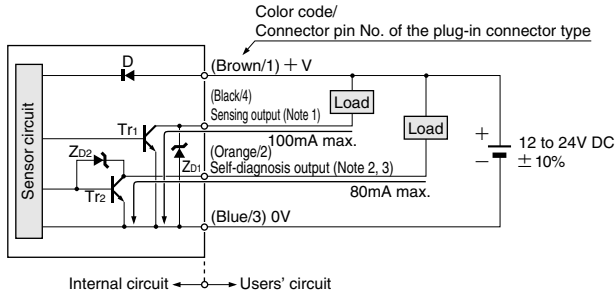 Color code/
Connector pin No. of the plug-in connector type
D
(Brown/1) + V
(Black/4)
Sensing output (Note 1)
Load
Load
Tr1
100mA max.
Sensor circuit
ZD2
ZD1
(Orange/2)
Self-diagnosis output (Note 2, 3)
+
−
12 to 24V DC
± 10%
Tr2
80mA max.
(Blue/3) 0V
Internal circuit
Users' circuit